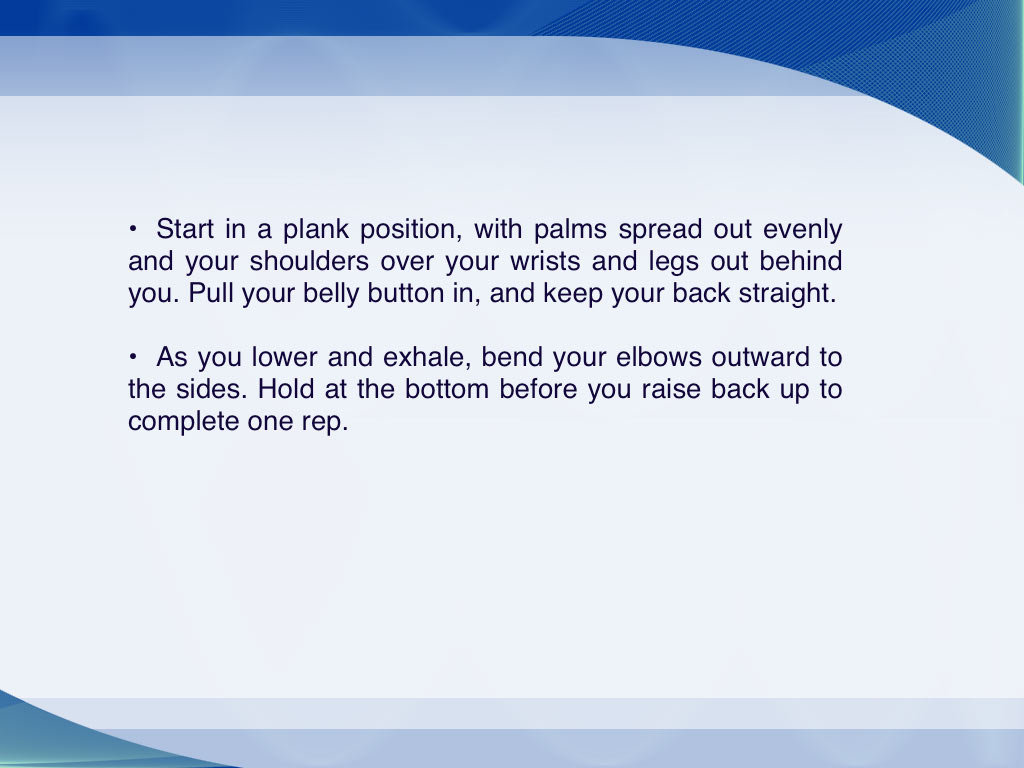 • Start in a plank position, with palms spread out evenly
and your shoulders over your wrists and legs out behind
you. Pull your belly button in, and keep your back straight.
• As you lower and exhale, bend your elbows outward to
the sides. Hold at the bottom before you raise back up to
complete one rep.